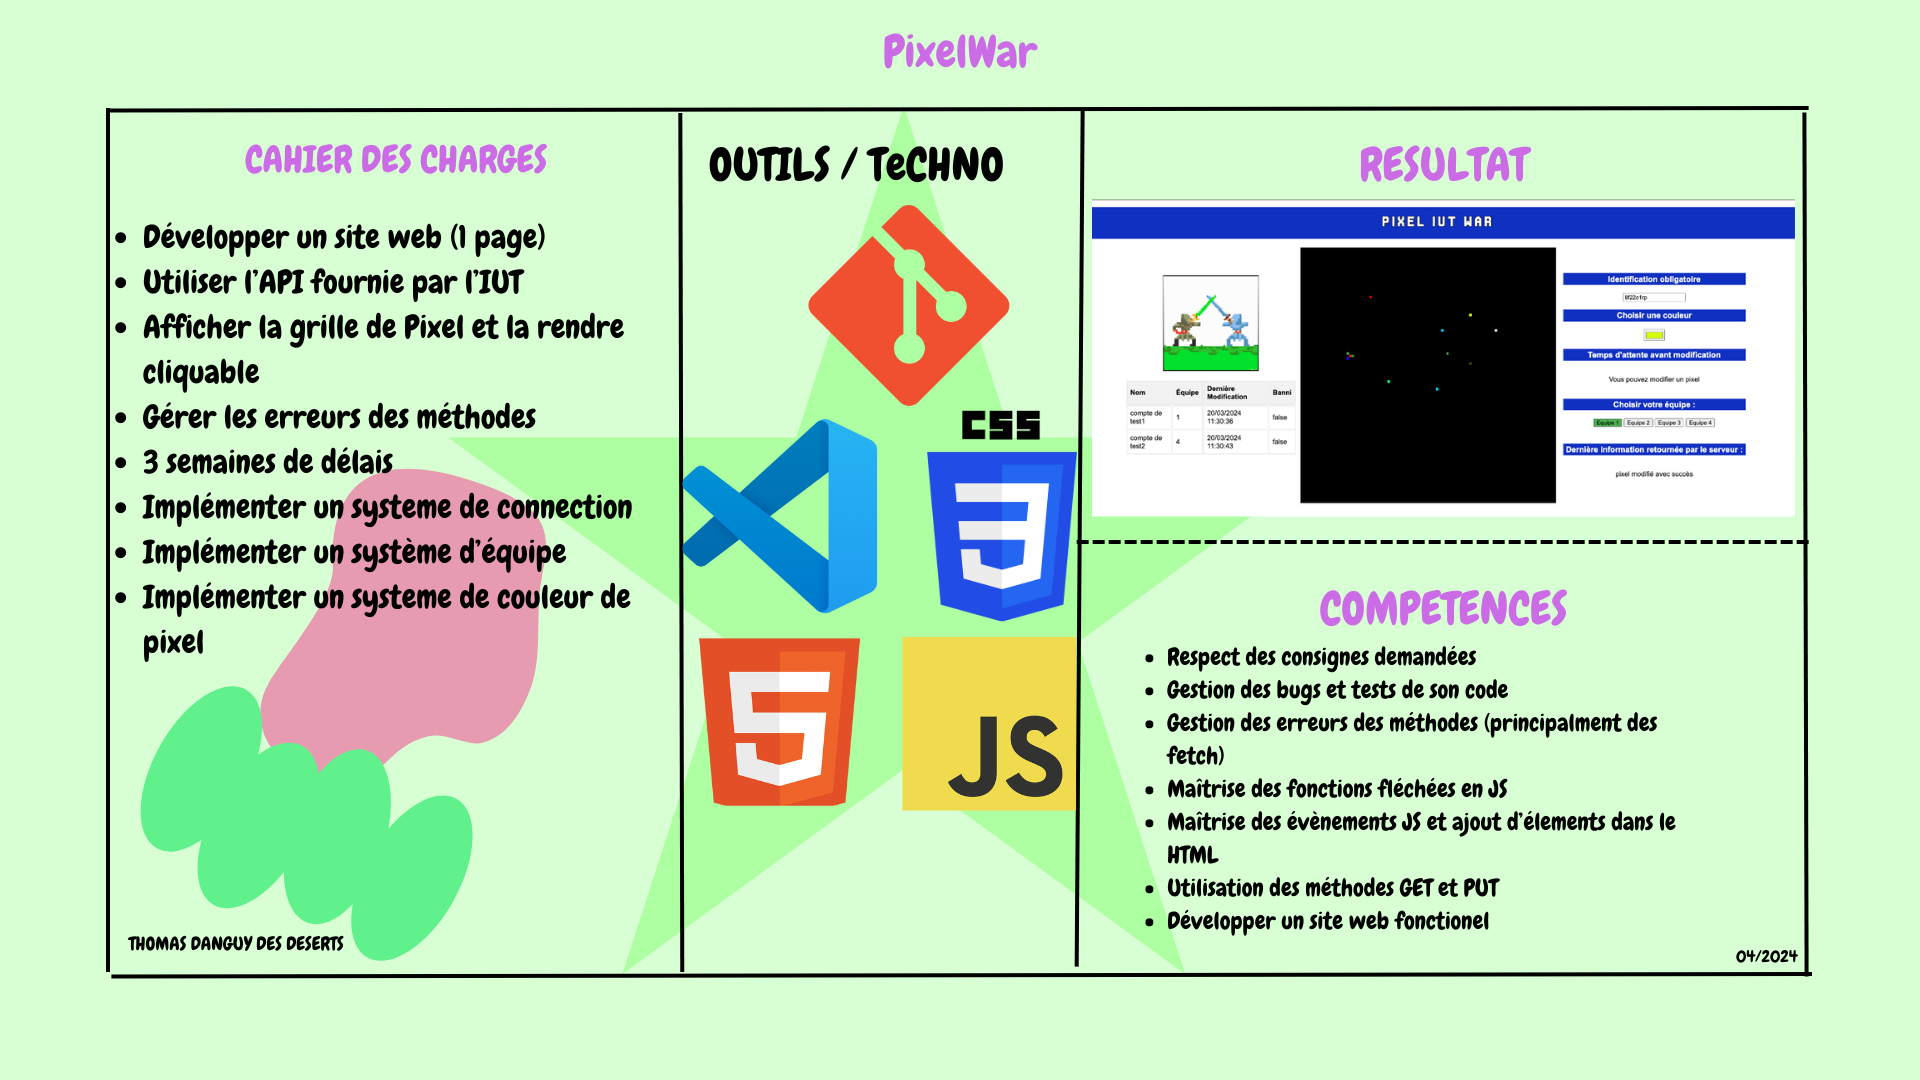 PixelWar
CAHIER DES CHARGES
Développer un site web (1 page)
Utiliser l'API fournie par l'IUT
Afficher la grille de Pixel et la rendre
cliquable
Gérer les erreurs des méthodes
3 semaines de délais
Implémenter un systeme de connection
Implémenter un système d'équipe
Implémenter un systeme de couleur de
pixel
THOMAS DANGUY DES DESERTS
OUTILS / TeCHNO
CSS
JS
RESULTAT
PIXEL IUT WAR
Nom Équipe Dernière Modification Banni
compte de test1 1 20/03/2024 11:30:36 false
compte de test2 4 20/03/2024 11:30:43 false
Identification obligatoire
Choisir une couleur
Temps d'attente avant modification
Vous pouvez modifier un pixel
Choisir votre équipe :
Equipe 1 Equipe 2 Equipe 3 Equipe 4
Dernière information retournée par le serveur :
pixel modifié avec succès
COMPETENCES
Respect des consignes demandées
Gestion des bugs et tests de son code
Gestion des erreurs des méthodes (principalment des
fetch)
Maîtrise des fonctions fléchées en JS
Maîtrise des évènements JS et ajout d'élements dans le
HTML
Utilisation des méthodes GET et PUT
Développer un site web fonctionel
04/2024